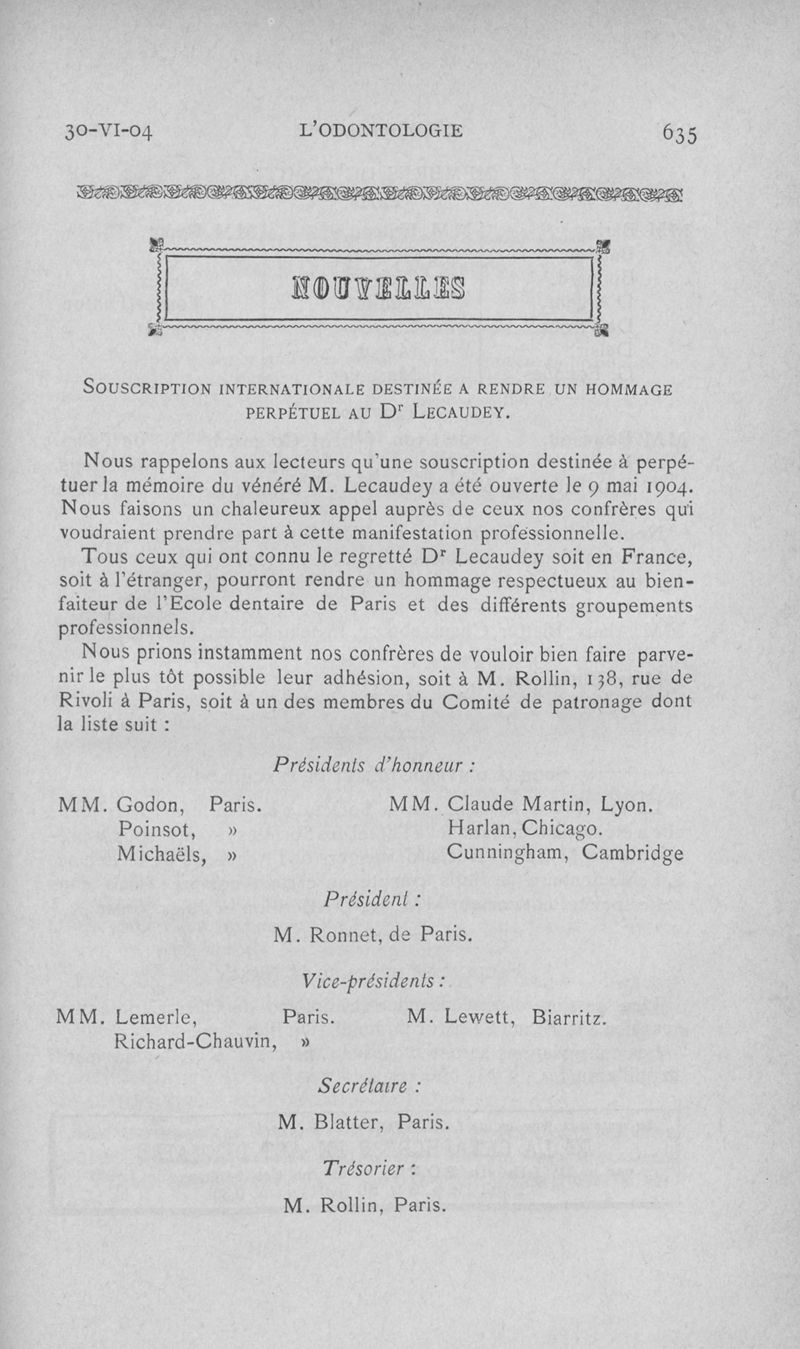 30-VI-04 L'ODONTOLOGIE 635
NOUVELLES
SOUSCRIPTION INTERNATIONALE DESTINÉE A RENDRE UN HOMMAGE
PERPÉTUEL AU Dr LECAUDEY.
Nous rappelons aux lecteurs qu'une souscription destinée à perpé-
tuer la mémoire du vénéré M. Lecaudey a été ouverte le 9 mai 1904.
Nous faisons un chaleureux appel auprès de ceux nos confrères qui
voudraient prendre part à cette manifestation professionnelle.
Tous ceux qui ont connu le regretté Dr Lecaudey soit en France,
soit à l'étranger, pourront rendre un hommage respectueux au bien-
faiteur de l'Ecole dentaire de Paris et des différents groupements
professionnels.
Nous prions instamment nos confrères de vouloir bien faire parve-
nir le plus tôt possible leur adhésion, soit à M. Rollin, 138, rue de
Rivoli à Paris, soit à un des membres du Comité de patronage dont
la liste suit :
Présidents d'honneur :
MM. Godon, Paris. MM. Claude Martin, Lyon.
Poinsot, » Harlan, Chicago.
Michaëls, » Cunningham, Cambridge
Président :
M. Ronnet, de Paris.
Vice-présidents :
MM. Lemerle, Paris. M. Lewett, Biarritz.
Richard-Chauvin, »
Secrétaire :
M. Blatter, Paris.
Trésorier :
M. Rollin, Paris.